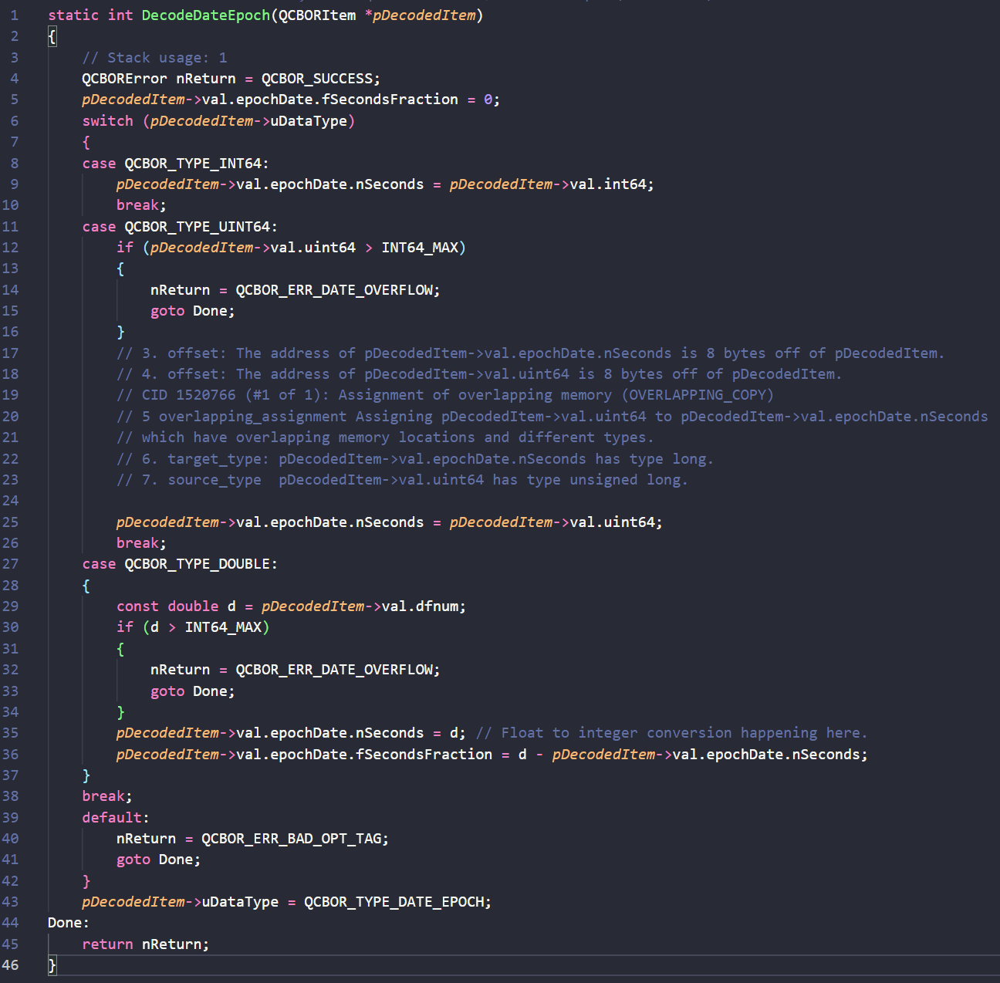 1 static int DecodeDateEpoch(QCBORItem *pDecodedItem)
2 {
3 // Stack usage: 1
4 QCBORError nReturn = QCBOR_SUCCESS;
5 pDecodedItem->val.epochDate.fSecondsFraction = 0;
6 switch (pDecodedItem->uDataType)
7 {
8 case QCBOR_TYPE_INT64:
9 pDecodedItem->val.epochDate.nSeconds = pDecodedItem->val.int64;
10 break;
11 case QCBOR_TYPE_UINT64:
12 if (pDecodedItem->val.uint64 > INT64_MAX)
13 {
14 nReturn = QCBOR_ERR_DATE_OVERFLOW;
15 goto Done;
16 }
17 // 3. offset: The address of pDecodedItem->val.epochDate.nSeconds is 8 bytes off of pDecodedItem.
18 // 4. offset: The address of pDecodedItem->val.uint64 is 8 bytes off of pDecodedItem.
19 // CID 1520766 (#1 of 1): Assignment of overlapping memory (OVERLAPPING_COPY)
20 // 5 overlapping_assignment Assigning pDecodedItem->val.uint64 to pDecodedItem->val.epochDate.nSeconds
21 // which have overlapping memory locations and different types.
22 // 6. target_type: pDecodedItem->val.epochDate.nSeconds has type long.
23 // 7. source_type  pDecodedItem->val.uint64 has type unsigned long.
24
25 pDecodedItem->val.epochDate.nSeconds = pDecodedItem->val.uint64;
26 break;
27 case QCBOR_TYPE_DOUBLE:
28 {
29 const double d = pDecodedItem->val.dfnum;
30 if (d > INT64_MAX)
31 {
32 nReturn = QCBOR_ERR_DATE_OVERFLOW;
33 goto Done;
34 }
35 pDecodedItem->val.epochDate.nSeconds = d; // Float to integer conversion happening here.
36 pDecodedItem->val.epochDate.fSecondsFraction = d - pDecodedItem->val.epochDate.nSeconds;
37 }
38 break;
39 default:
40 nReturn = QCBOR_ERR_BAD_OPT_TAG;
41 goto Done;
42 }
43 pDecodedItem->uDataType = QCBOR_TYPE_DATE_EPOCH;
44 Done:
45 return nReturn;
46 }